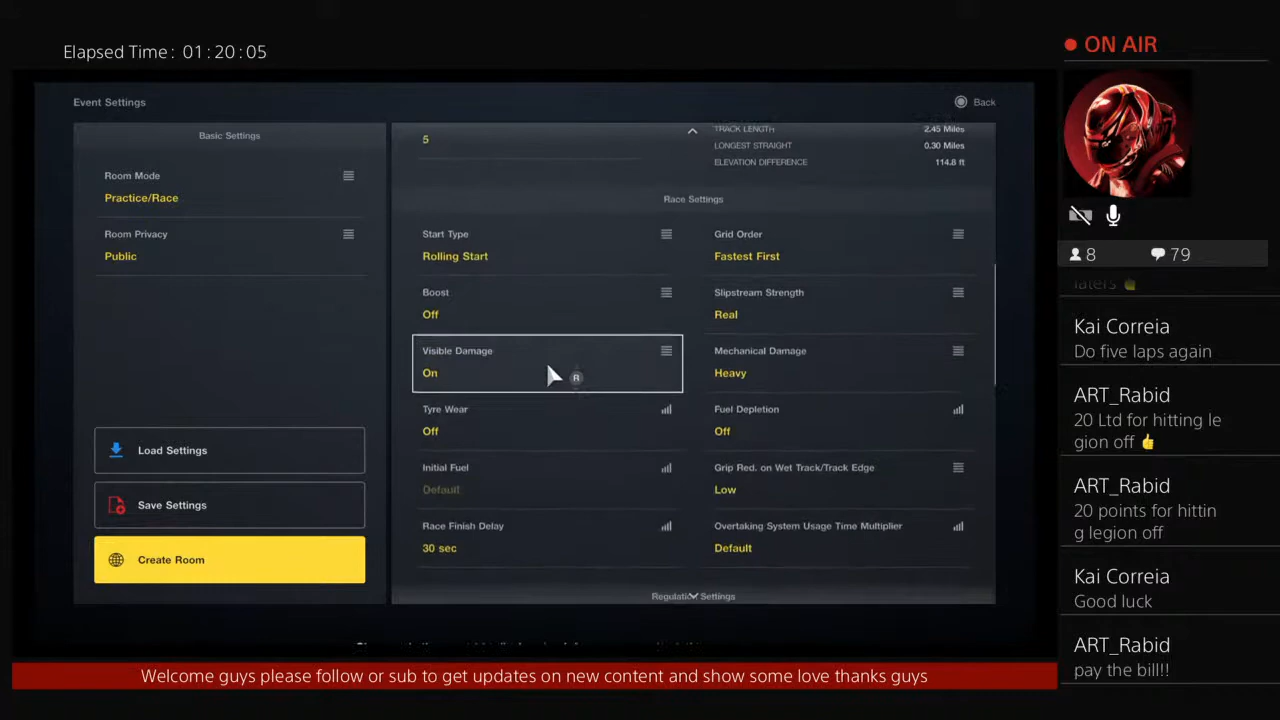 Elapsed Time: 01:20:05
ON AIR
Event Settings
Back
Basic Settings
Room Mode
Practice/Race
Room Privacy
Public
Load Settings
Save Settings
Create Room
5
TRACK LENGTH 2.45 Miles
LONGEST STRAIGHT 0.30 Miles
ELEVATION DIFFERENCE 114.8 ft
Race Settings
Start Type
Rolling Start
Grid Order
Fastest First
Boost
Off
Slipstream Strength
Real
Visible Damage
On
R
Mechanical Damage
Heavy
Tyre Wear
Off
Fuel Depletion
Off
Initial Fuel
Default
Grip Red. on Wet Track/Track Edge
Low
Race Finish Delay
30 sec
Overtaking System Usage Time Multiplier
Default
Regulation Settings
8 79
laters 👍
Kai Correia
Do five laps again
ART_Rabid
20 Ltd for hitting le
gion off 👍
ART_Rabid
20 points for hittin
g legion off
Kai Correia
Good luck
ART_Rabid
pay the bill!!
Welcome guys please follow or sub to get updates on new content and show some love thanks guys